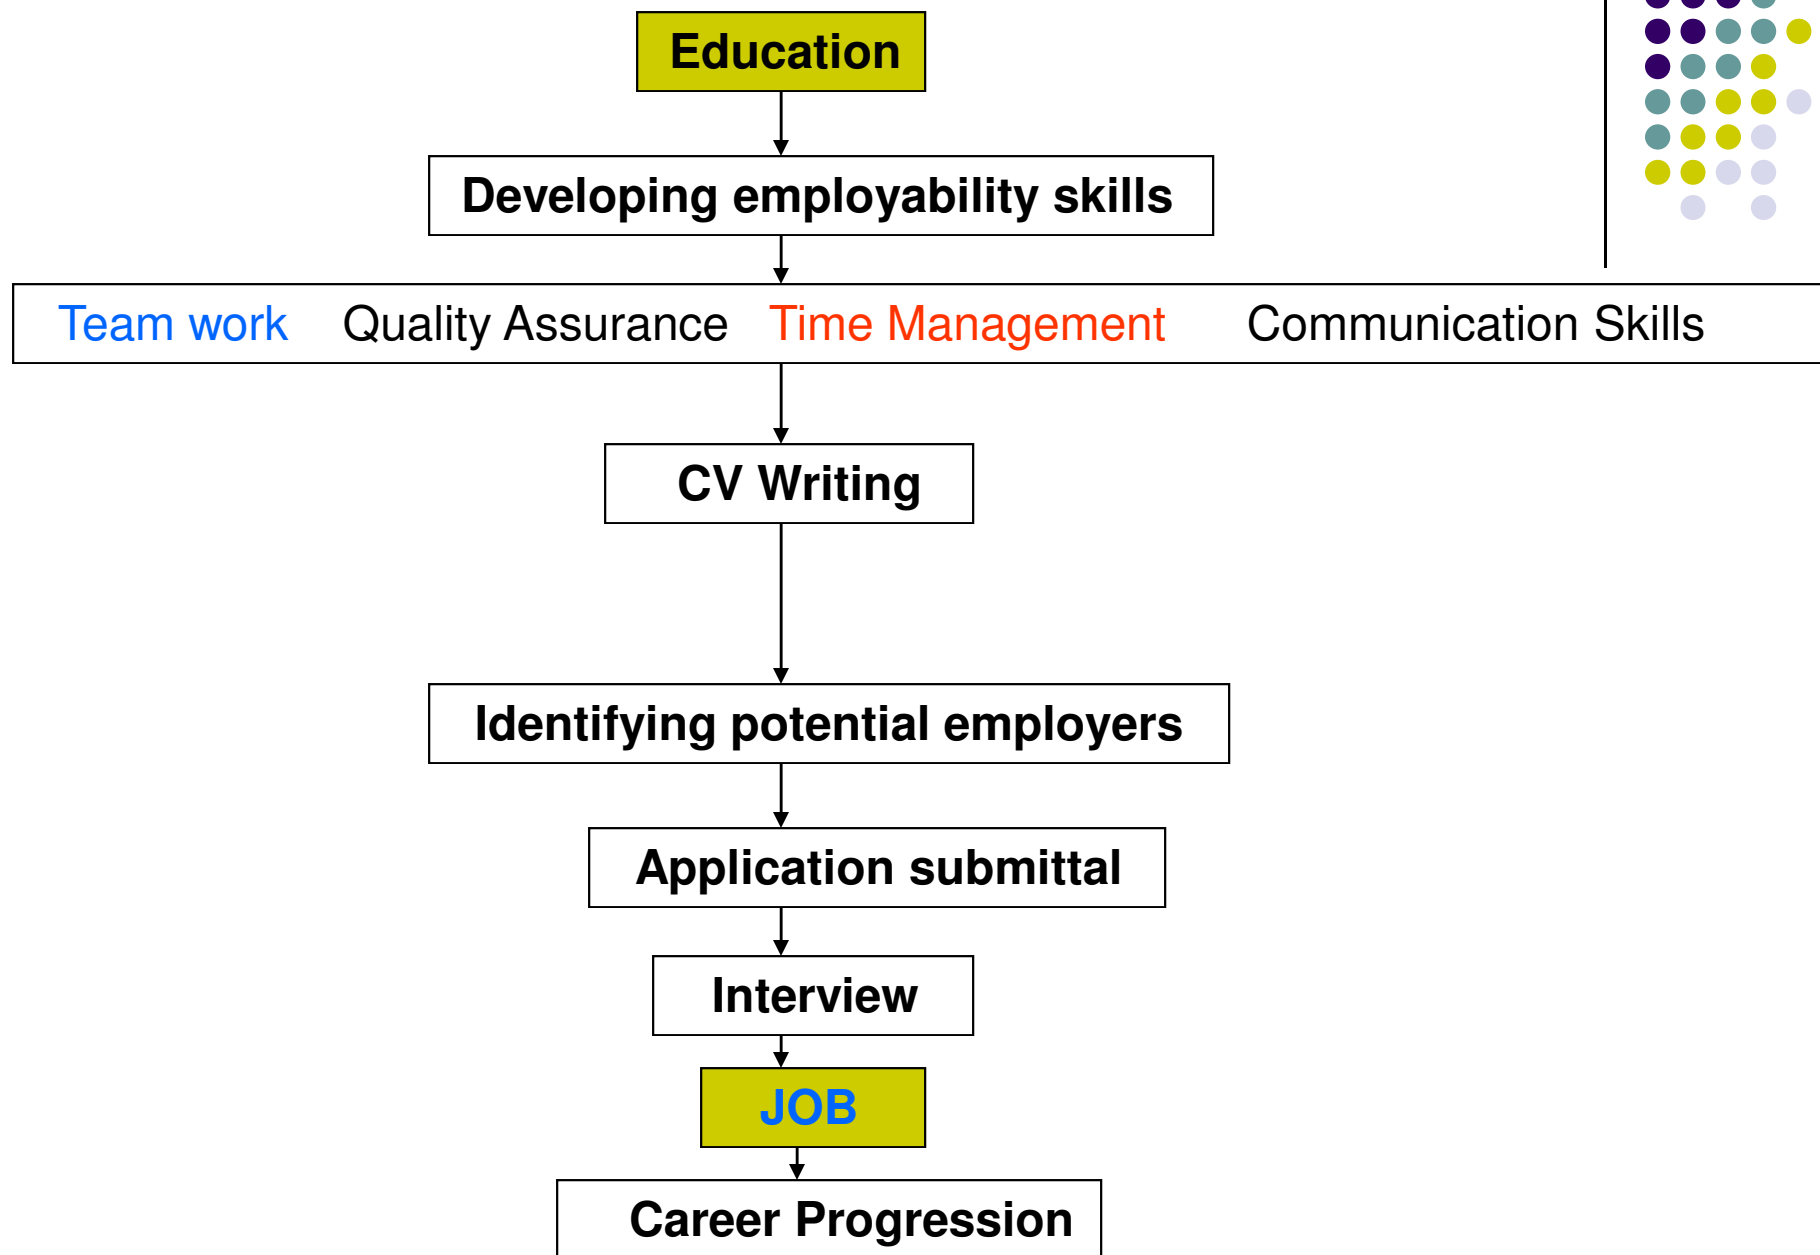 Education
Developing employability skills
Team work Quality Assurance Time Management Communication Skills
CV Writing
Identifying potential employers
Application submittal
Interview
JOB
Career Progression